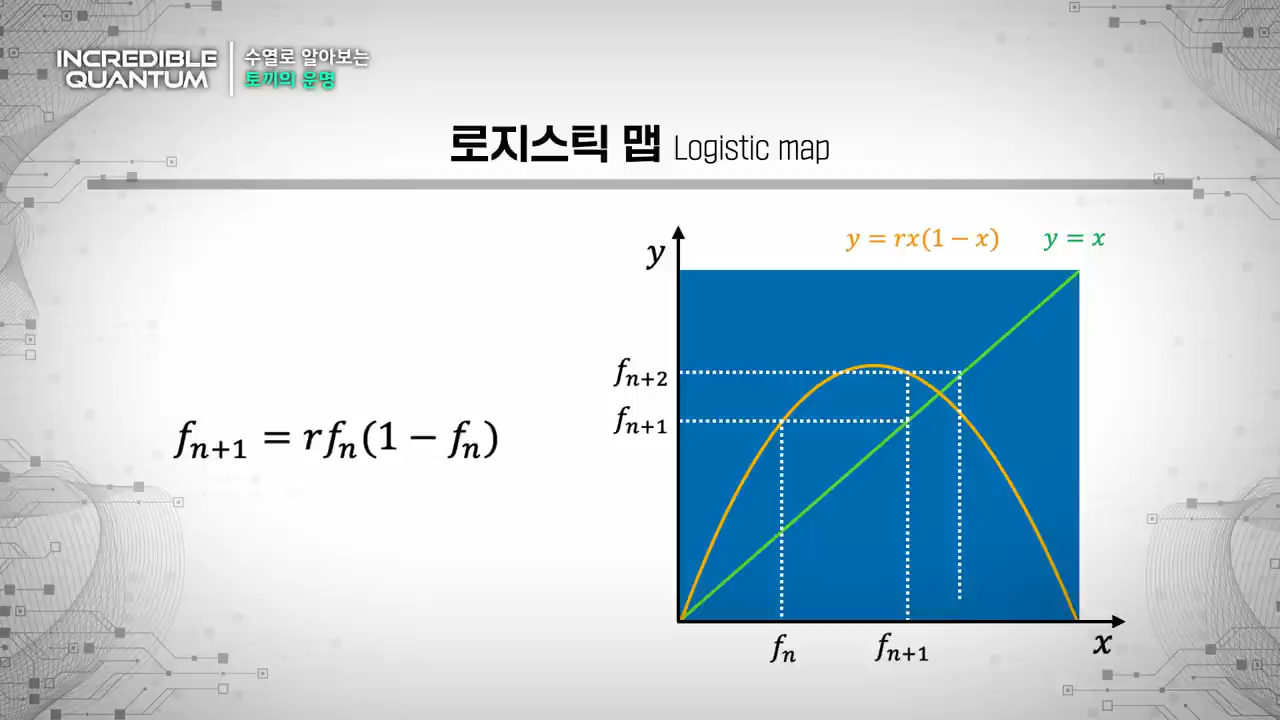 INCREDIBLE
QUANTUM
수열로 알아보는
토끼의 운명
로지스틱 맵 Logistic map
f_{n+1} = rf_n(1 − f_n)
y = rx(1 − x)
y = x
y
f_{n+2}
f_{n+1}
f_n
f_{n+1}
x